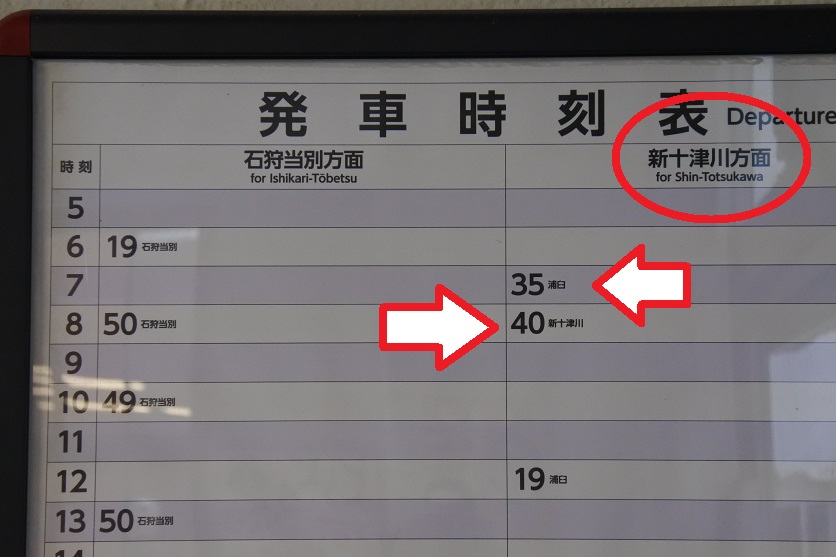 発車時刻表 Departure
時刻
石狩当別方面
for Ishikari-Tōbetsu
新十津川方面
for Shin-Totsukawa
5
6 19 石狩当別
7 35 浦臼
8 50 石狩当別 40 新十津川
9
10 49 石狩当別
11
12 19 浦臼
13 50 石狩当別
14